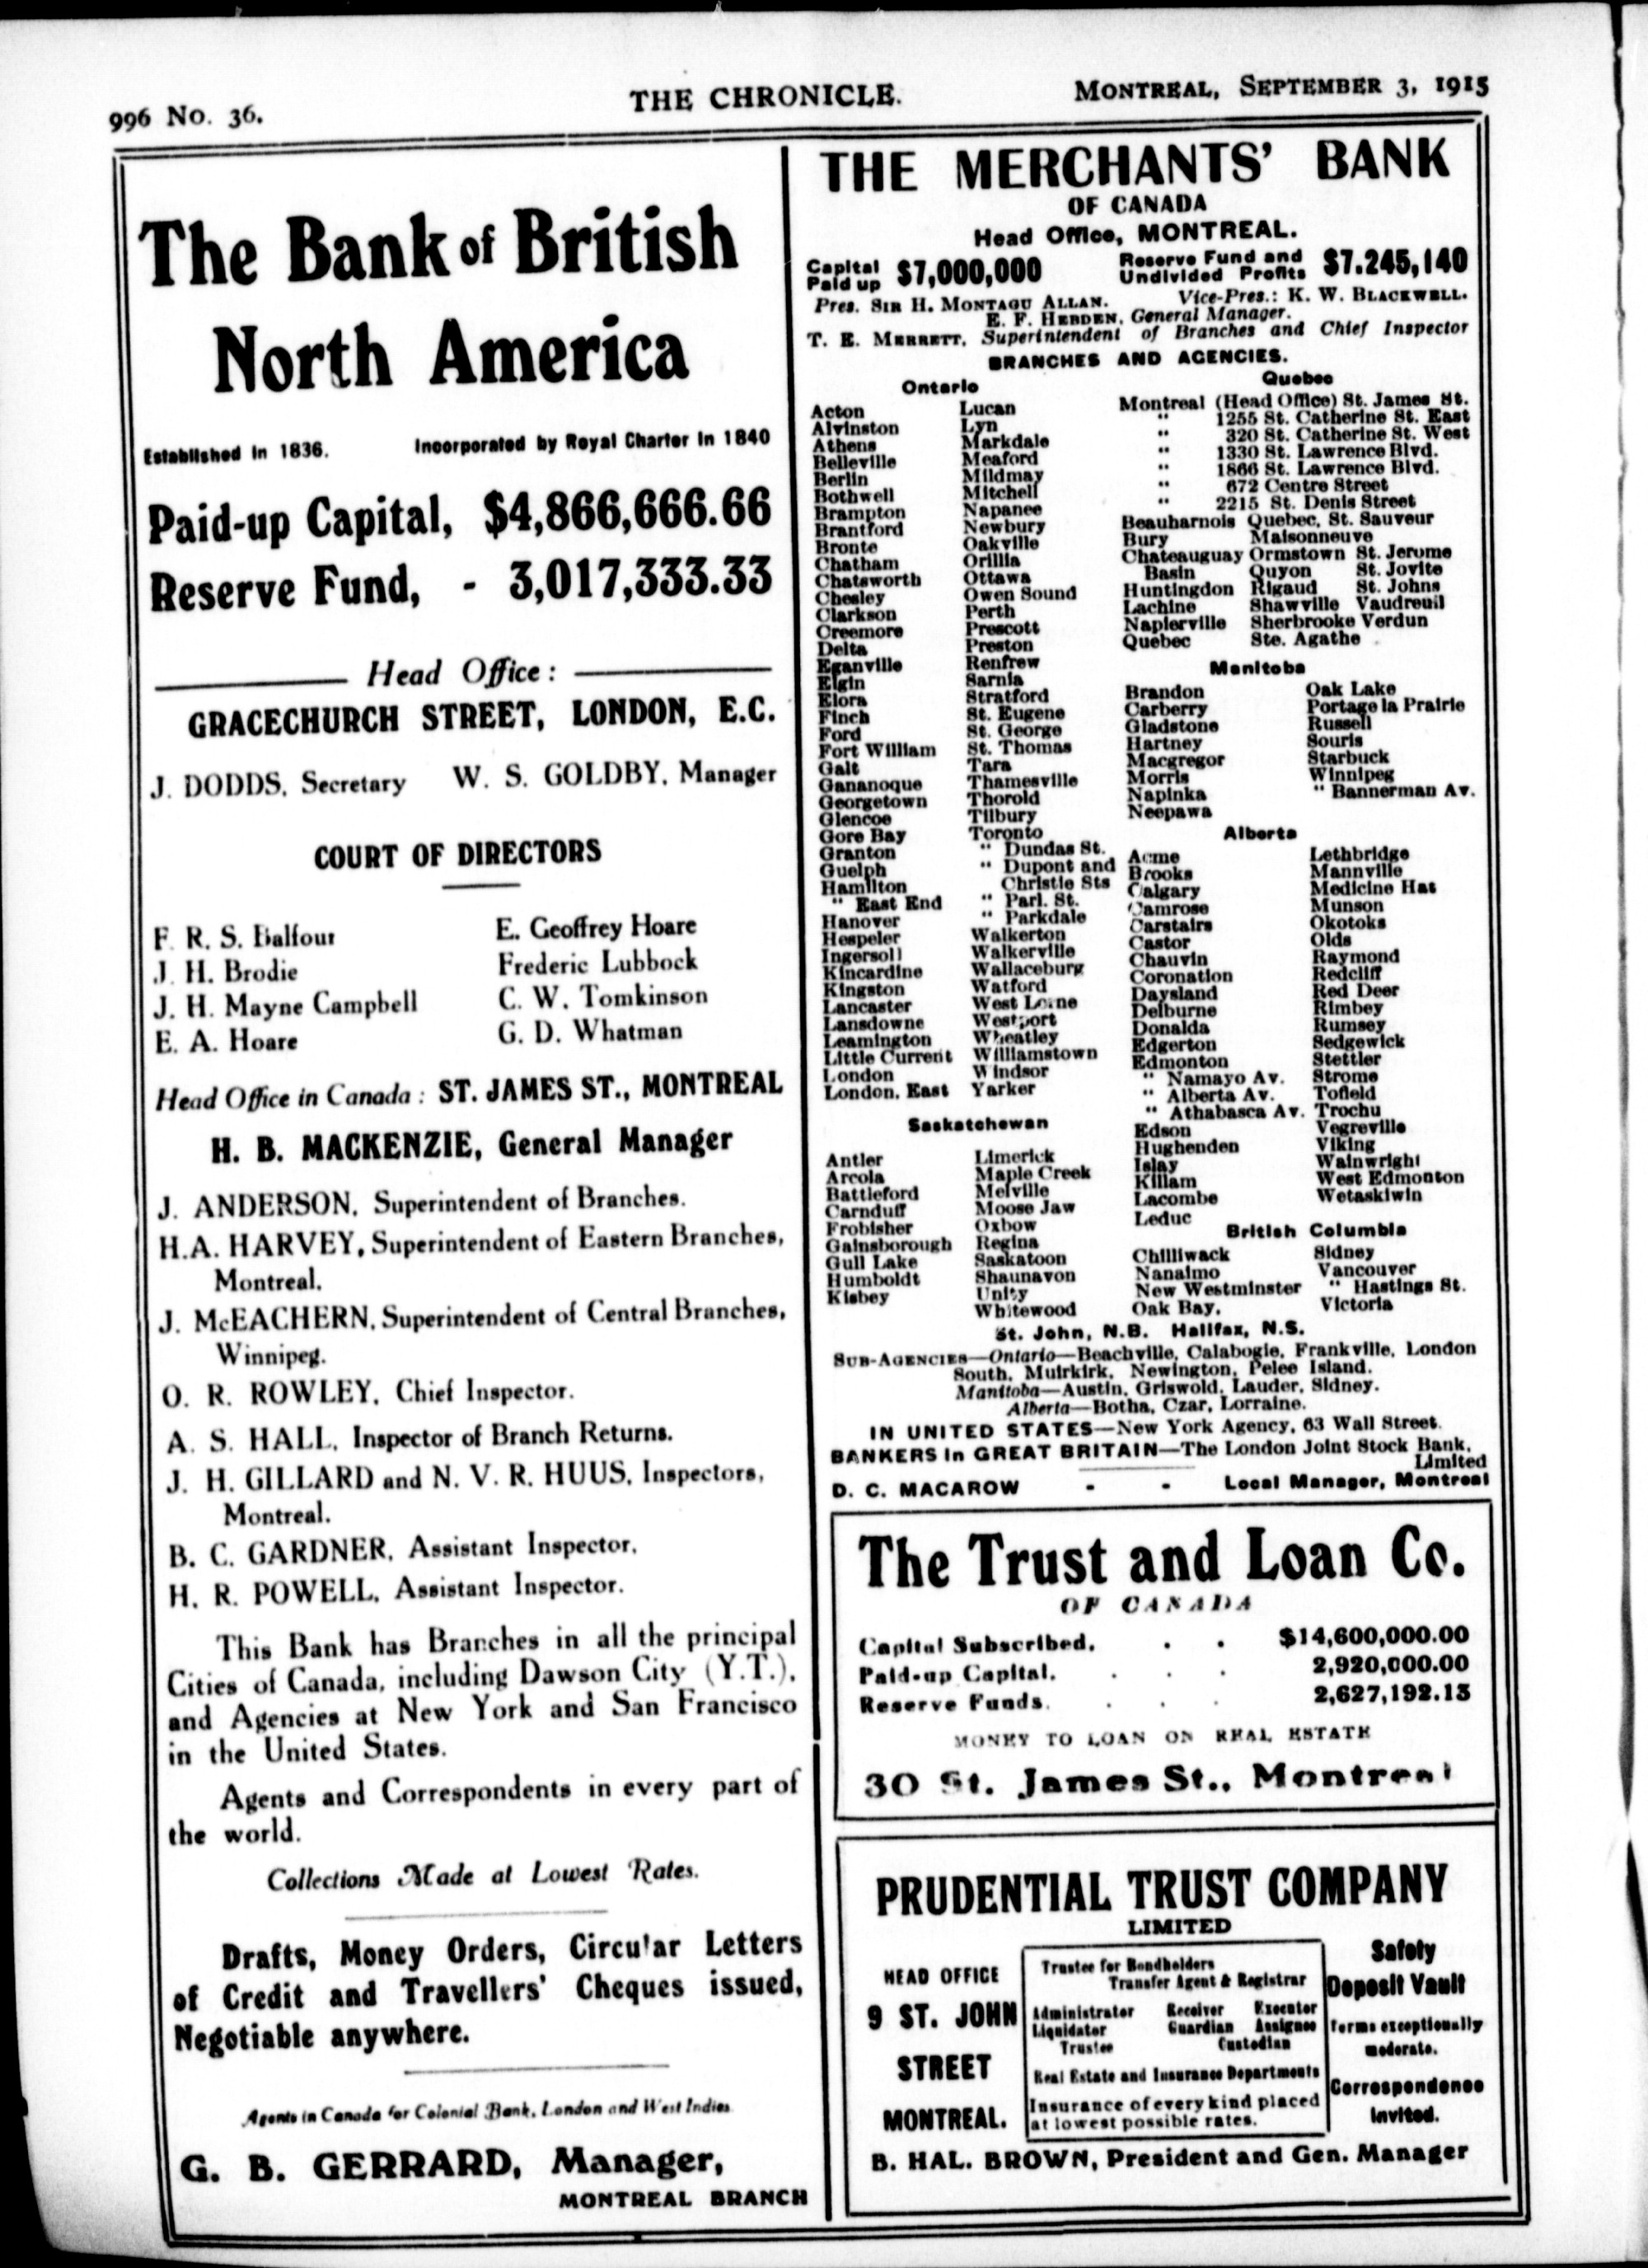 996 No. 36.
THE CHRONICLE.
MONTREAL, SEPTEMBER 3, 1915
The Bank of British
North America
Established in 1836.
Incorporated by Royal Charter in 1840
Paid-up Capital, $4,866,666.66
Reserve Fund, - 3,017,333.33
Head Office :
GRACECHURCH STREET, LONDON, E.C.
J. DODDS, Secretary W. S. GOLDBY, Manager
COURT OF DIRECTORS
F. R. S. Balfour
J. H. Brodie
J. H. Mayne Campbell
E. A. Hoare
E. Geoffrey Hoare
Frederic Lubbock
C. W. Tomkinson
G. D. Whatman
Head Office in Canada : ST. JAMES ST., MONTREAL
H. B. MACKENZIE, General Manager
J. ANDERSON, Superintendent of Branches.
H.A. HARVEY, Superintendent of Eastern Branches,
Montreal.
J. McEACHERN, Superintendent of Central Branches,
Winnipeg.
O. R. ROWLEY, Chief Inspector.
A. S. HALL, Inspector of Branch Returns.
J. H. GILLARD and N. V. R. HUUS, Inspectors,
Montreal.
B. C. GARDNER, Assistant Inspector.
H. R. POWELL, Assistant Inspector.
This Bank has Branches in all the principal
Cities of Canada, including Dawson City (Y.T.),
and Agencies at New York and San Francisco
in the United States.
Agents and Correspondents in every part of
the world.
Collections Made at Lowest Rates.
Drafts, Money Orders, Circular Letters
of Credit and Travellers' Cheques issued,
Negotiable anywhere.
Agents in Canada for Colonial Bank, London and West Indies
G. B. GERRARD, Manager,
MONTREAL BRANCH
THE MERCHANTS' BANK
OF CANADA
Head Office, MONTREAL.
Capital Paid up $7,000,000
Reserve Fund and Undivided Profits $7.245,140
Pres. SIR H. MONTAGU ALLAN. Vice-Pres.: K. W. BLACKWELL.
E. F. HEBDEN, General Manager.
T. E. MERRETT, Superintendent of Branches and Chief Inspector
BRANCHES AND AGENCIES.
Ontario
Acton
Alvinston
Athens
Belleville
Berlin
Bothwell
Brampton
Brantford
Bronte
Chatham
Chatsworth
Chesley
Clarkson
Creemore
Delta
Eganville
Elgin
Elora
Finch
Ford
Fort William
Galt
Gananoque
Georgetown
Glencoe
Gore Bay
Granton
Guelph
Hamilton
" East End
Hanover
Hespeler
Ingersoll
Kincardine
Kingston
Lancaster
Lansdowne
Leamington
Little Current
London
London, East
Lucan
Lyn
Markdale
Meaford
Mildmay
Mitchell
Napanee
Newbury
Oakville
Orillia
Ottawa
Owen Sound
Perth
Prescott
Preston
Renfrew
Sarnia
Stratford
St. Eugene
St. George
St. Thomas
Tara
Thamesville
Thorold
Tilbury
Toronto
" Dundas St.
" Dupont and
Christie Sts
" Parl. St.
" Parkdale
Walkerton
Walkerville
Wallaceburg
Watford
West Lorne
Westport
Wheatley
Williamstown
Windsor
Yarker
Quebec
Montreal (Head Office) St. James St.
" 1255 St. Catherine St. East
" 320 St. Catherine St. West
" 1330 St. Lawrence Blvd.
" 1866 St. Lawrence Blvd.
" 672 Centre Street
" 2215 St. Denis Street
Beauharnois Quebec, St. Sauveur
Bury Maisonneuve
Chateauguay Ormstown St. Jerome
Basin Quyon St. Jovite
Huntingdon Rigaud St. Johns
Lachine Shawville Vaudreuil
Napierville Sherbrooke Verdun
Quebec Ste. Agathe
Manitoba
Brandon
Carberry
Gladstone
Hartney
Macgregor
Morris
Napinka
Neepawa
Oak Lake
Portage la Prairie
Russell
Souris
Starbuck
Winnipeg
" Bannerman Av.
Alberta
Acme
Brooks
Calgary
Camrose
Carstairs
Castor
Chauvin
Coronation
Daysland
Delburne
Donalda
Edgerton
Edmonton
" Namayo Av.
" Alberta Av.
" Athabasca Av.
Edson
Hughenden
Islay
Killam
Lacombe
Leduc
Lethbridge
Mannville
Medicine Hat
Munson
Okotoks
Olds
Raymond
Redcliff
Red Deer
Rimbey
Rumsey
Sedgewick
Stettler
Strome
Tofield
Trochu
Vegreville
Viking
Wainwright
West Edmonton
Wetaskiwin
Saskatchewan
Antler
Arcola
Battleford
Carnduff
Frobisher
Gainsborough
Gull Lake
Humboldt
Kisbey
Limerick
Maple Creek
Melville
Moose Jaw
Oxbow
Regina
Saskatoon
Shaunavon
Unity
Whitewood
British Columbia
Chilliwack
Nanaimo
New Westminster
Oak Bay,
Sidney
Vancouver
" Hastings St.
Victoria
St. John, N.B. Halifax, N.S.
SUB-AGENCIES—Ontario—Beachville, Calabogie, Frankville, London
South, Muirkirk, Newington, Pelee Island.
Manitoba—Austin, Griswold, Lauder, Sidney.
Alberta—Botha, Czar, Lorraine.
IN UNITED STATES—New York Agency, 63 Wall Street.
BANKERS in GREAT BRITAIN—The London Joint Stock Bank,
Limited
D. C. MACAROW - - Local Manager, Montreal
The Trust and Loan Co.
OF CANADA
Capital Subscribed, . . $14,600,000.00
Paid-up Capital, . . . 2,920,000.00
Reserve Funds, . . . 2,627,192.13
MONEY TO LOAN ON REAL ESTATE
30 St. James St., Montreal
PRUDENTIAL TRUST COMPANY
LIMITED
HEAD OFFICE
9 ST. JOHN
STREET
MONTREAL.
Trustee for Bondholders
Transfer Agent & Registrar
Administrator Receiver Executor
Liquidator Guardian Assignee
Trustee Custodian
Real Estate and Insurance Departments
Insurance of every kind placed
at lowest possible rates.
Safety
Deposit Vault
Terms exceptionally
moderate.
Correspondence
invited.
B. HAL. BROWN, President and Gen. Manager